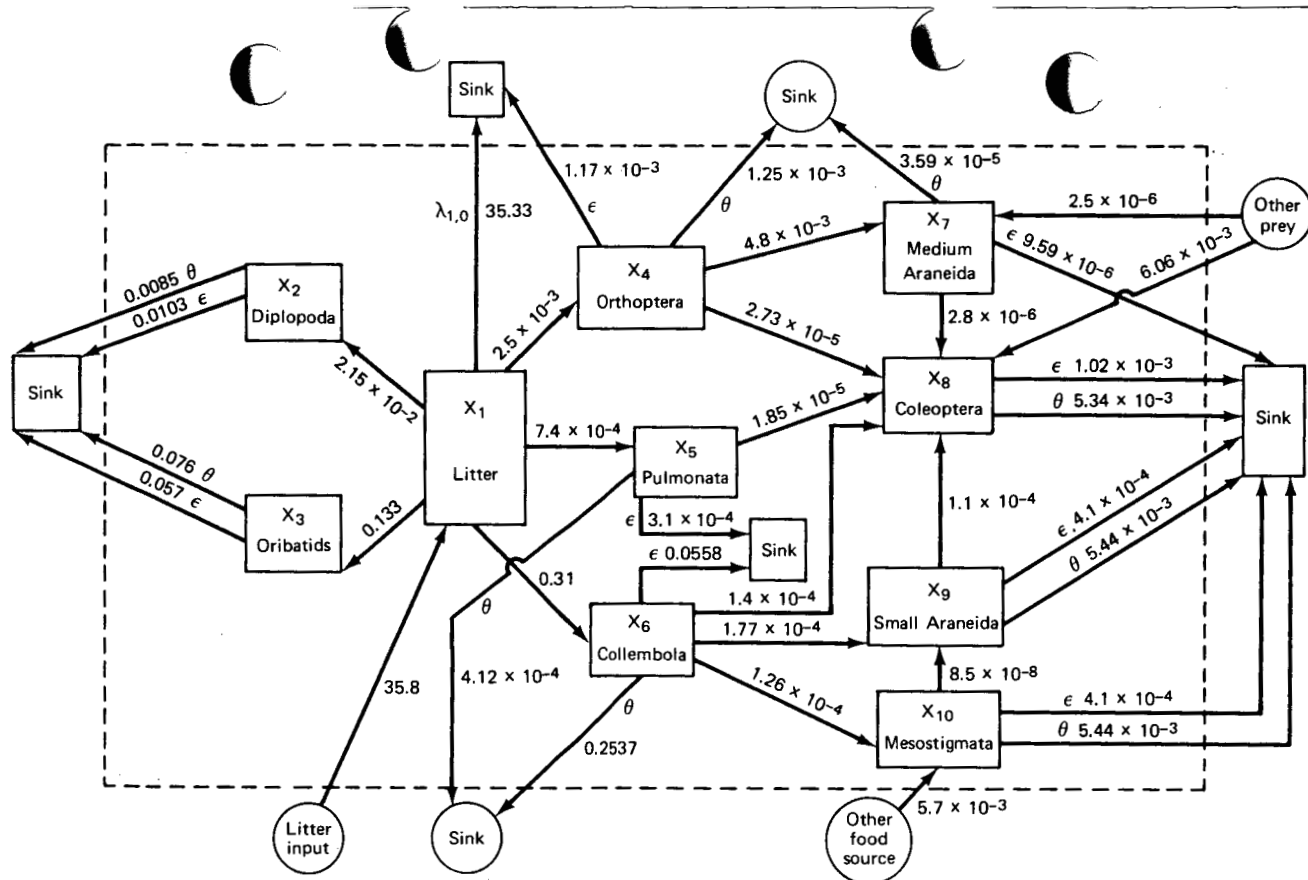 Sink
Sink
1.17 × 10⁻³
ϵ
1.25 × 10⁻³
θ
3.59 × 10⁻⁵
θ
λ1,0
35.33
2.5 × 10⁻⁶
Other
prey
4.8 × 10⁻³
X7
Medium
Araneida
ϵ 9.59 × 10⁻⁶
6.06 × 10⁻³
0.0085 θ
0.0103 ϵ
X2
Diplopoda
X4
Orthoptera
2.5 × 10⁻³
2.73 × 10⁻⁵
2.8 × 10⁻⁶
2.15 × 10⁻²
Sink
X1
Litter
X8
Coleoptera
ϵ 1.02 × 10⁻³
θ 5.34 × 10⁻³
Sink
7.4 × 10⁻⁴
1.85 × 10⁻⁵
X5
Pulmonata
0.076 θ
0.057 ϵ
X3
Oribatids
0.133
ϵ
3.1 × 10⁻⁴
Sink
1.1 × 10⁻⁴
ϵ 4.1 × 10⁻⁴
θ 5.44 × 10⁻³
ϵ 0.0558
0.31
θ
X6
Collembola
1.4 × 10⁻⁴
1.77 × 10⁻⁴
X9
Small Araneida
4.12 × 10⁻⁴
1.26 × 10⁻⁴
8.5 × 10⁻⁸
35.8
θ
0.2537
X10
Mesostigmata
ϵ 4.1 × 10⁻⁴
θ 5.44 × 10⁻³
Litter
input
Sink
Other
food
source
5.7 × 10⁻³